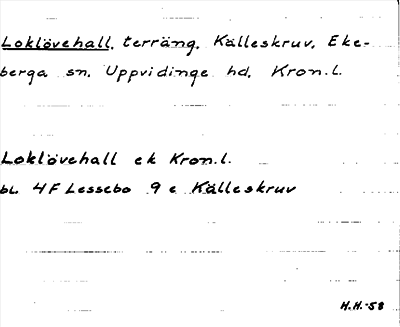 Loklövehall, terräng, Källeskruv, Eke-
berga sn, Uppvidinge hd, Kron.l.
Loklövehall ek Kron.l.
bl. 4F Lessebo 9 e Källeskruv
H.H.-58